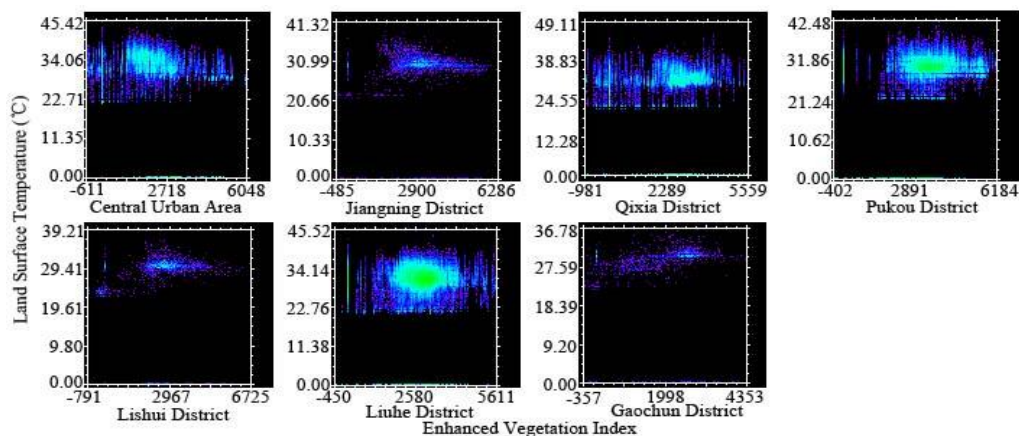 Land Surface Temperature (℃)
45.42
34.06
22.71
11.35
0.00
-611 2718 6048
Central Urban Area
41.32
30.99
20.66
10.33
0.00
-485 2900 6286
Jiangning District
49.11
38.83
24.55
12.28
0.00
-981 2289 5559
Qixia District
42.48
31.86
21.24
10.62
0.00
-402 2891 6184
Pukou District
39.21
29.41
19.61
9.80
0.00
-791 2967 6725
Lishui District
45.52
34.14
22.76
11.38
0.00
-450 2580 5611
Liuhe District
36.78
27.59
18.39
9.20
0.00
-357 1998 4353
Gaochun District
Enhanced Vegetation Index